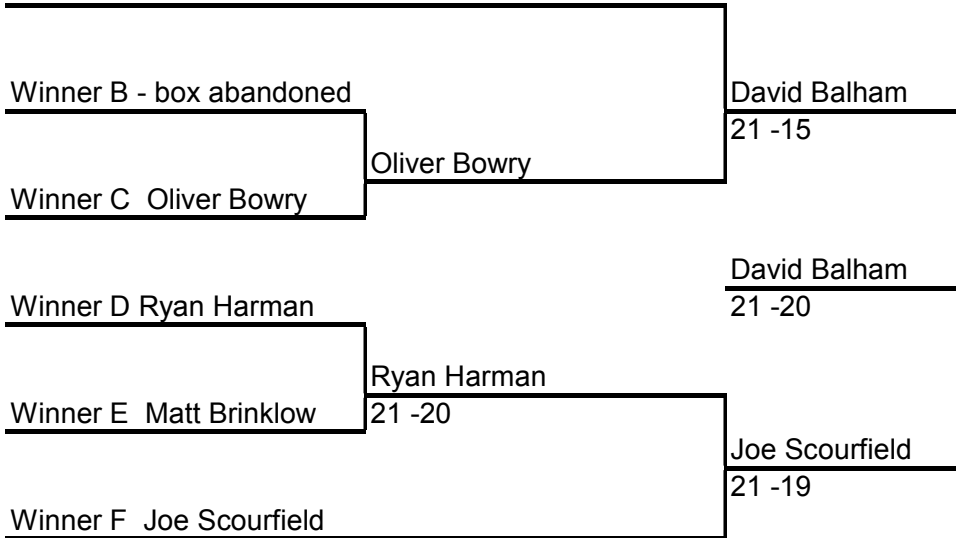 Winner B - box abandoned
David Balham
21 -15
Oliver Bowry
Winner C  Oliver Bowry
David Balham
21 -20
Winner D Ryan Harman
Ryan Harman
21 -20
Winner E  Matt Brinklow
Joe Scourfield
21 -19
Winner F  Joe Scourfield